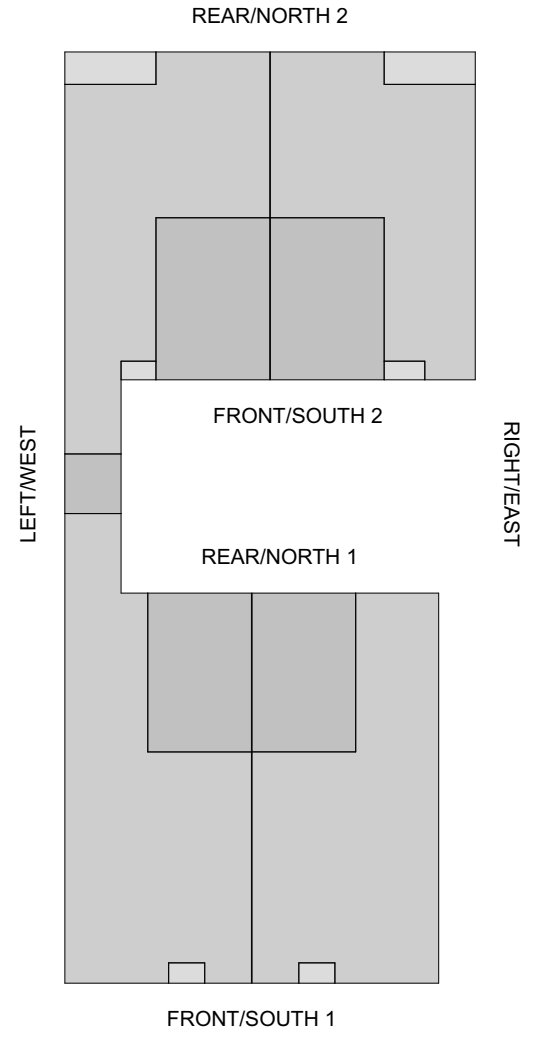 REAR/NORTH 2
FRONT/SOUTH 2
LEFT/WEST
RIGHT/EAST
REAR/NORTH 1
FRONT/SOUTH 1